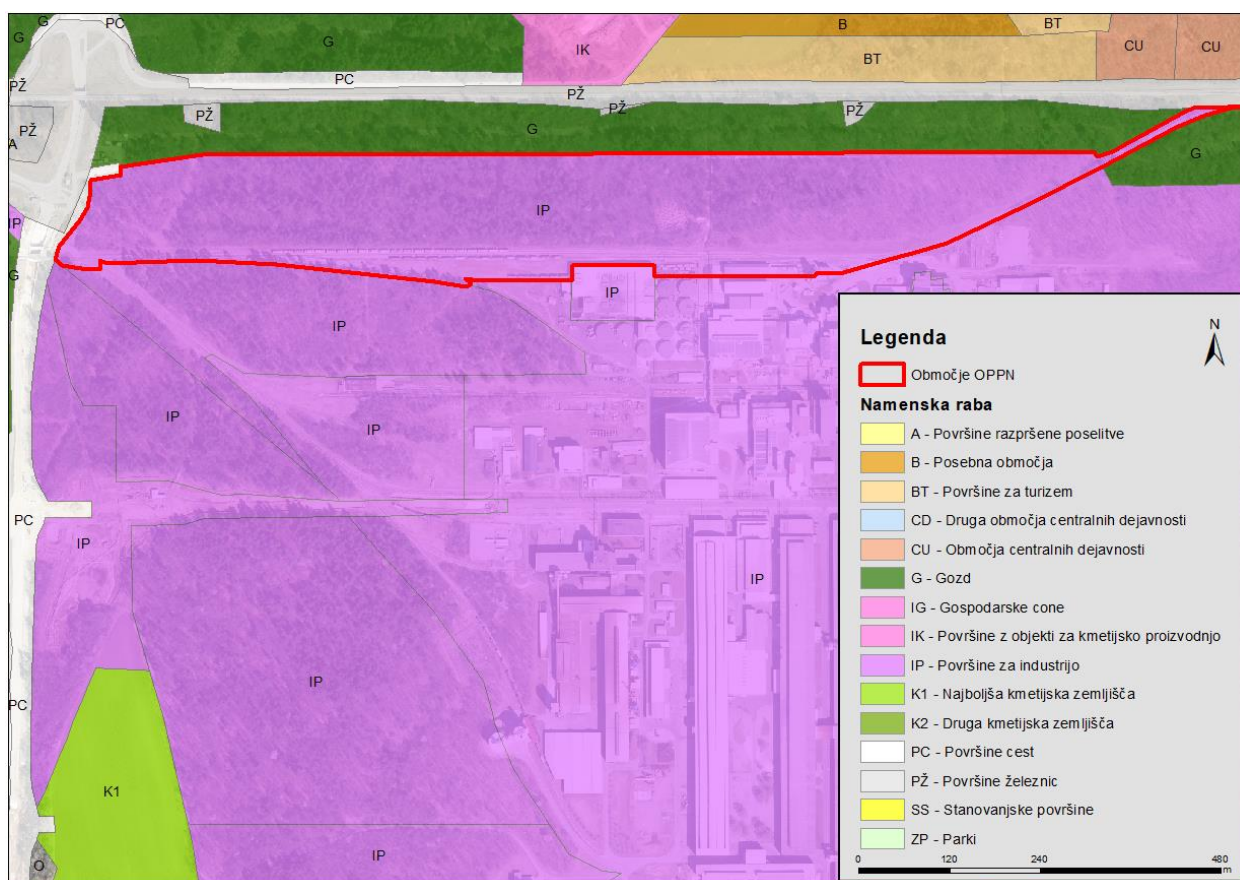 G
PC
G
G
IK
B
BT
BT
CU
CU
PC
PŽ
PŽ
PŽ
PŽ
PŽ
PŽ
A
G
G
IP
IP
G
IP
IP
IP
IP
PC
IP
IP
IP
PC
K1
O
IP
Legenda
N
Območje OPPN
Namenska raba
A - Površine razpršene poselitve
B - Posebna območja
BT - Površine za turizem
CD - Druga območja centralnih dejavnosti
CU - Območja centralnih dejavnosti
G - Gozd
IG - Gospodarske cone
IK - Površine z objekti za kmetijsko proizvodnjo
IP - Površine za industrijo
K1 - Najboljša kmetijska zemljišča
K2 - Druga kmetijska zemljišča
PC - Površine cest
PŽ - Površine železnic
SS - Stanovanjske površine
ZP - Parki
0 120 240 480
m